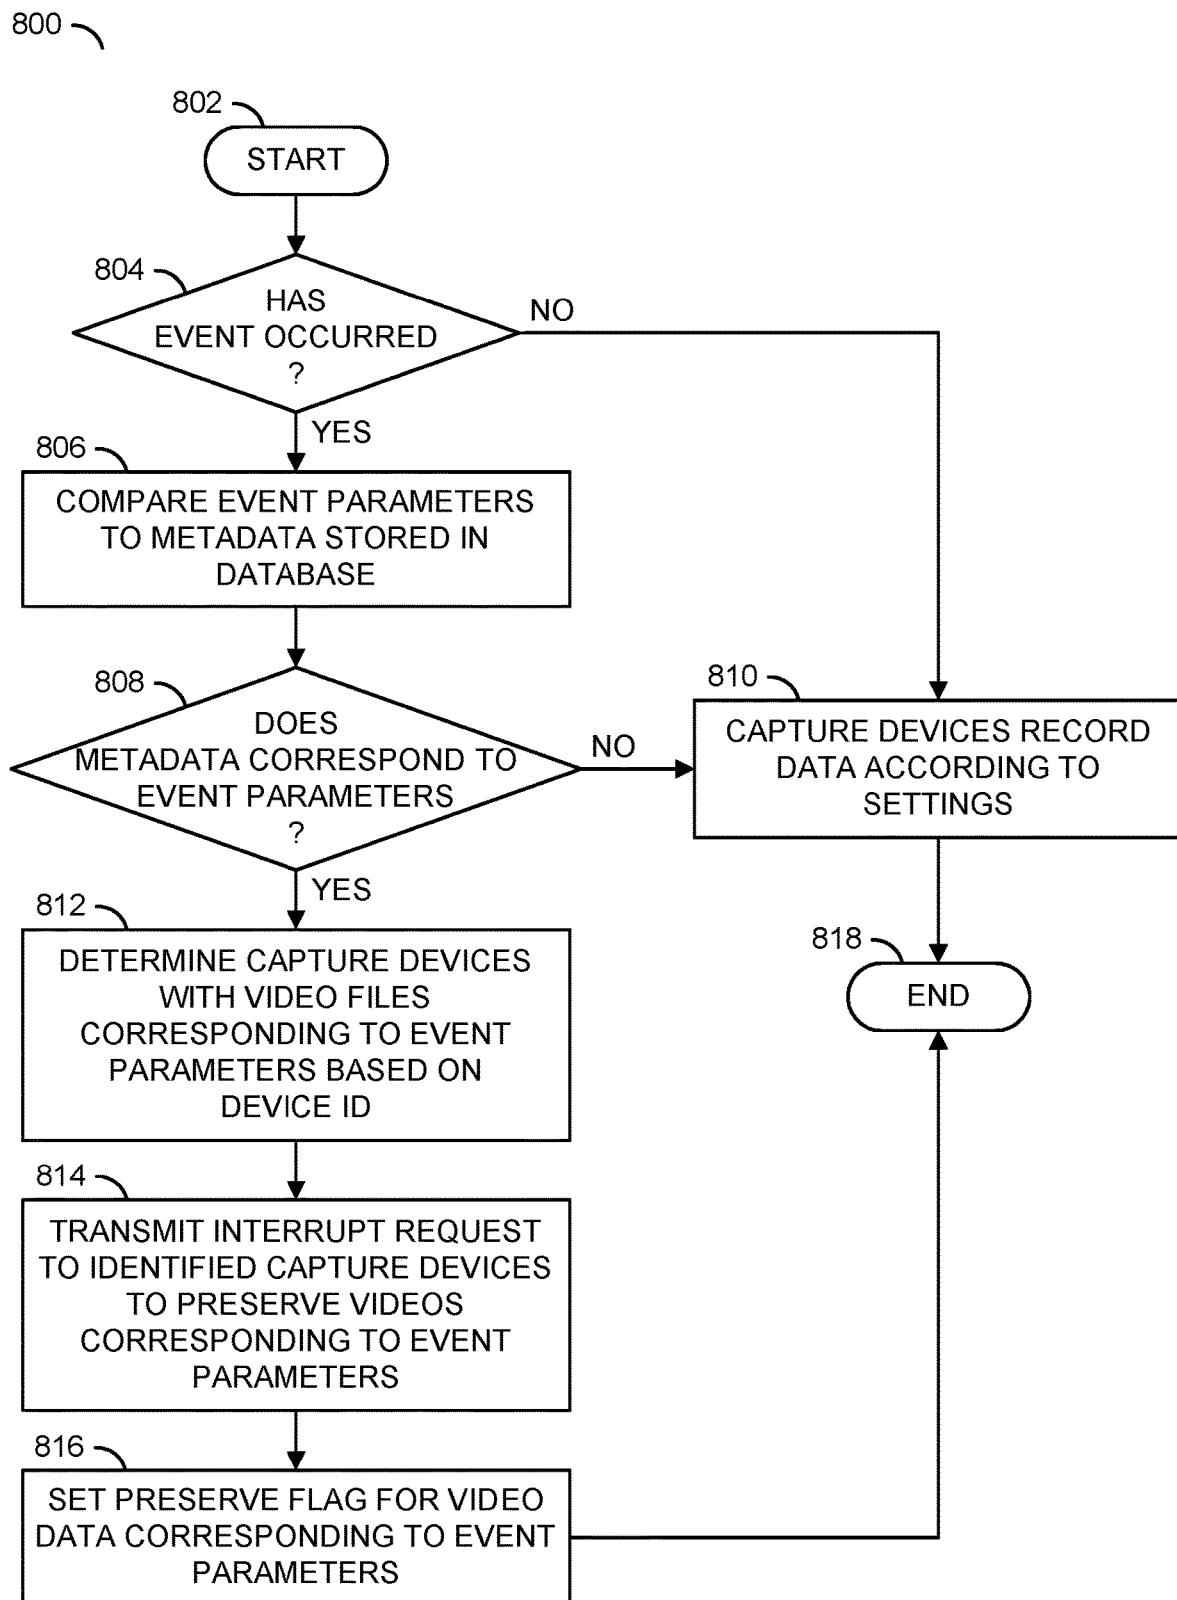 800
802
START
804
HAS
EVENT OCCURRED
?
NO
YES
806
COMPARE EVENT PARAMETERS
TO METADATA STORED IN
DATABASE
808
DOES
METADATA CORRESPOND TO
EVENT PARAMETERS
?
NO
810
CAPTURE DEVICES RECORD
DATA ACCORDING TO
SETTINGS
YES
812
DETERMINE CAPTURE DEVICES
WITH VIDEO FILES
CORRESPONDING TO EVENT
PARAMETERS BASED ON
DEVICE ID
818
END
814
TRANSMIT INTERRUPT REQUEST
TO IDENTIFIED CAPTURE DEVICES
TO PRESERVE VIDEOS
CORRESPONDING TO EVENT
PARAMETERS
816
SET PRESERVE FLAG FOR VIDEO
DATA CORRESPONDING TO EVENT
PARAMETERS